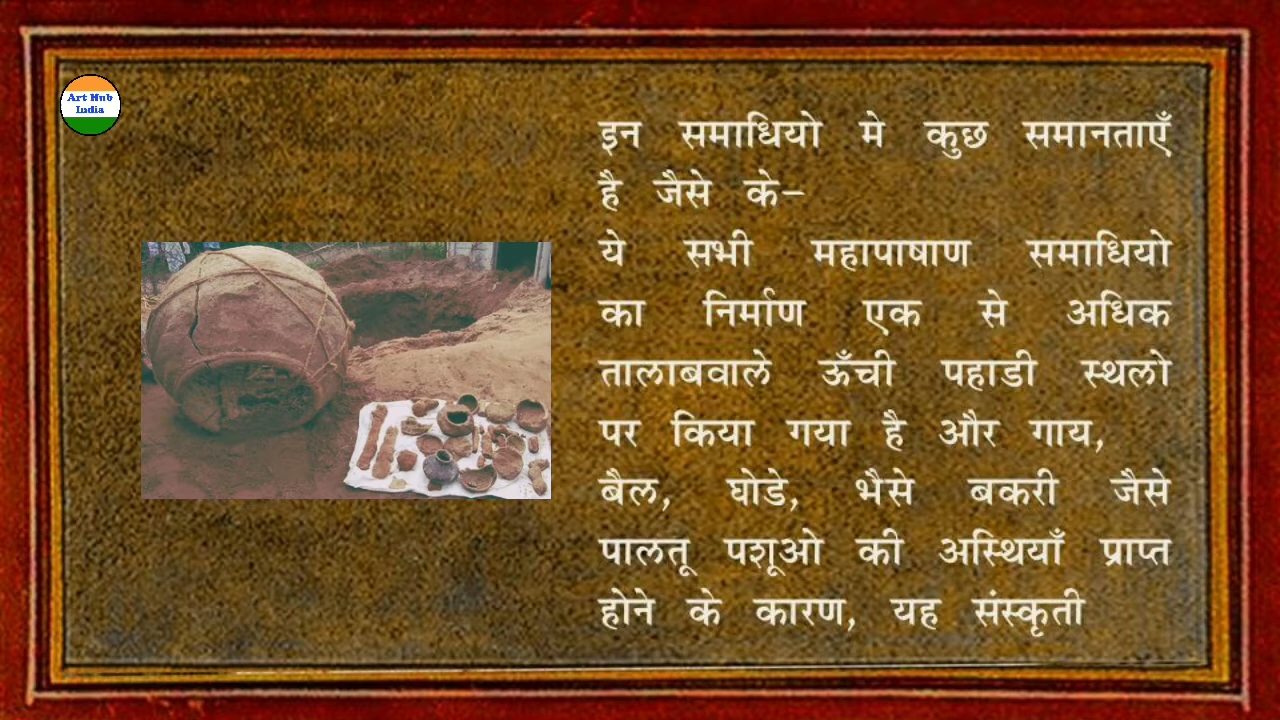 Art Hub
India
इन समाधियो मे कुछ समानताएँ
है जैसे के–
ये सभी महापाषाण समाधियो
का निर्माण एक से अधिक
तालाबवाले ऊँची पहाडी स्थलो
पर किया गया है और गाय,
बैल, घोडे, भैसे बकरी जैसे
पालतू पशूओ की अस्थियाँ प्राप्त
होने के कारण, यह संस्कृती